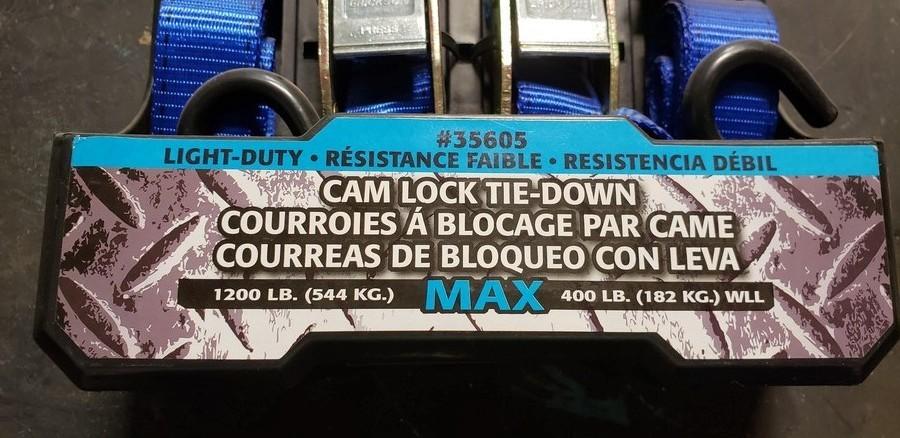 PRESS
#35605
LIGHT-DUTY • RÉSISTANCE FAIBLE • RESISTENCIA DÉBIL
CAM LOCK TIE-DOWN
COURROIES Á BLOCAGE PAR CAME
COURREAS DE BLOQUEO CON LEVA
1200 LB. (544 KG.) MAX 400 LB. (182 KG.) WLL